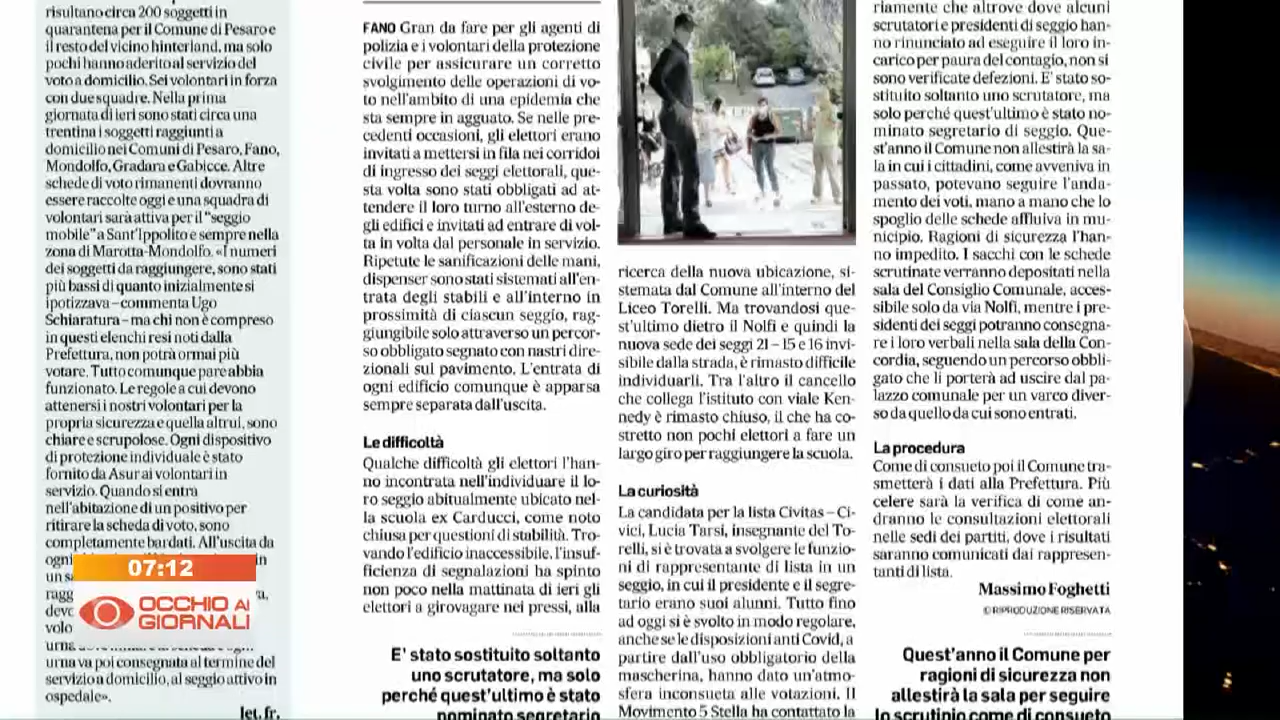 risultano circa 200 soggetti in
quarantena per il Comune di Pesaro e
il resto del vicino hinterland, ma solo
pochi hanno aderito al servizio del
voto a domicilio. Sei volontari in forza
con due squadre. Nella prima
giornata di ieri sono stati circa una
trentina i soggetti raggiunti a
domicilio nei Comuni di Pesaro, Fano,
Mondolfo, Gradara e Gabicce. Altre
schede di voto rimanenti dovranno
essere raccolte oggi e una squadra di
volontari sarà attiva per il "seggio
mobile" a Sant'Ippolito e sempre nella
zona di Marotta-Mondolfo. «I numeri
dei soggetti da raggiungere, sono stati
più bassi di quanto inizialmente si
ipotizzava – commenta Ugo
Schiaratura – ma chi non è compreso
in questi elenchi resi noti dalla
Prefettura, non potrà ormai più
votare. Tutto comunque pare abbia
funzionato. Le regole a cui devono
attenersi i nostri volontari per la
propria sicurezza e quella altrui, sono
chiare e scrupolose. Ogni dispositivo
di protezione individuale è stato
fornito da Asur ai volontari in
servizio. Quando si entra
nell'abitazione di un positivo per
ritirare la scheda di voto, sono
completamente bardati. All'uscita da
urna va poi consegnata al termine del
servizio a domicilio, al seggio attivo in
ospedale».
let. fr.
07:12
OCCHIO AI
GIORNALI
FANO Gran da fare per gli agenti di
polizia e i volontari della protezione
civile per assicurare un corretto
svolgimento delle operazioni di vo-
to nell'ambito di una epidemia che
sta sempre in agguato. Se nelle pre-
cedenti occasioni, gli elettori erano
invitati a mettersi in fila nei corridoi
di ingresso dei seggi elettorali, que-
sta volta sono stati obbligati ad at-
tendere il loro turno all'esterno de-
gli edifici e invitati ad entrare di vol-
ta in volta dal personale in servizio.
Ripetute le sanificazioni delle mani,
dispenser sono stati sistemati all'en-
trata degli stabili e all'interno in
prossimità di ciascun seggio, rag-
giungibile solo attraverso un percor-
so obbligato segnato con nastri dire-
zionali sul pavimento. L'entrata di
ogni edificio comunque è apparsa
sempre separata dall'uscita.
Le difficoltà
Qualche difficoltà gli elettori l'han-
no incontrata nell'individuare il lo-
ro seggio abitualmente ubicato nel-
la scuola ex Carducci, come noto
chiusa per questioni di stabilità. Tro-
vando l'edificio inaccessibile, l'insuf-
ficienza di segnalazioni ha spinto
non poco nella mattinata di ieri gli
elettori a girovagare nei pressi, alla
E' stato sostituito soltanto
uno scrutatore, ma solo
perché quest'ultimo è stato
nominato segretario
ricerca della nuova ubicazione, si-
stemata dal Comune all'interno del
Liceo Torelli. Ma trovandosi que-
st'ultimo dietro il Nolfi e quindi la
nuova sede dei seggi 21 – 15 e 16 invi-
sibile dalla strada, è rimasto difficile
individuarli. Tra l'altro il cancello
che collega l'istituto con viale Ken-
nedy è rimasto chiuso, il che ha co-
stretto non pochi elettori a fare un
largo giro per raggiungere la scuola.
La curiosità
La candidata per la lista Civitas – Ci-
vici, Lucia Tarsi, insegnante del To-
relli, si è trovata a svolgere le funzio-
ni di rappresentante di lista in un
seggio, in cui il presidente e il segre-
tario erano suoi alunni. Tutto fino
ad oggi si è svolto in modo regolare,
anche se le disposizioni anti Covid, a
partire dall'uso obbligatorio della
mascherina, hanno dato un'atmo-
sfera inconsueta alle votazioni. Il
Movimento 5 Stella ha contattato la
riamente che altrove dove alcuni
scrutatori e presidenti di seggio han-
no rinunciato ad eseguire il loro in-
carico per paura del contagio, non si
sono verificate defezioni. E' stato so-
stituito soltanto uno scrutatore, ma
solo perché quest'ultimo è stato no-
minato segretario di seggio. Que-
st'anno il Comune non allestirà la sa-
la in cui i cittadini, come avveniva in
passato, potevano seguire l'anda-
mento dei voti, mano a mano che lo
spoglio delle schede affluiva in mu-
nicipio. Ragioni di sicurezza l'han-
no impedito. I sacchi con le schede
scrutinate verranno depositati nella
sala del Consiglio Comunale, acces-
sibile solo da via Nolfi, mentre i pre-
sidenti dei seggi potranno consegna-
re i loro verbali nella sala della Con-
cordia, seguendo un percorso obbli-
gato che li porterà ad uscire dal pa-
lazzo comunale per un varco diver-
so da quello da cui sono entrati.
La procedura
Come di consueto poi il Comune tra-
smetterà i dati alla Prefettura. Più
celere sarà la verifica di come an-
dranno le consultazioni elettorali
nelle sedi dei partiti, dove i risultati
saranno comunicati dai rappresen-
tanti di lista.
Massimo Foghetti
© RIPRODUZIONE RISERVATA
Quest'anno il Comune per
ragioni di sicurezza non
allestirà la sala per seguire
lo scrutinio come di consueto